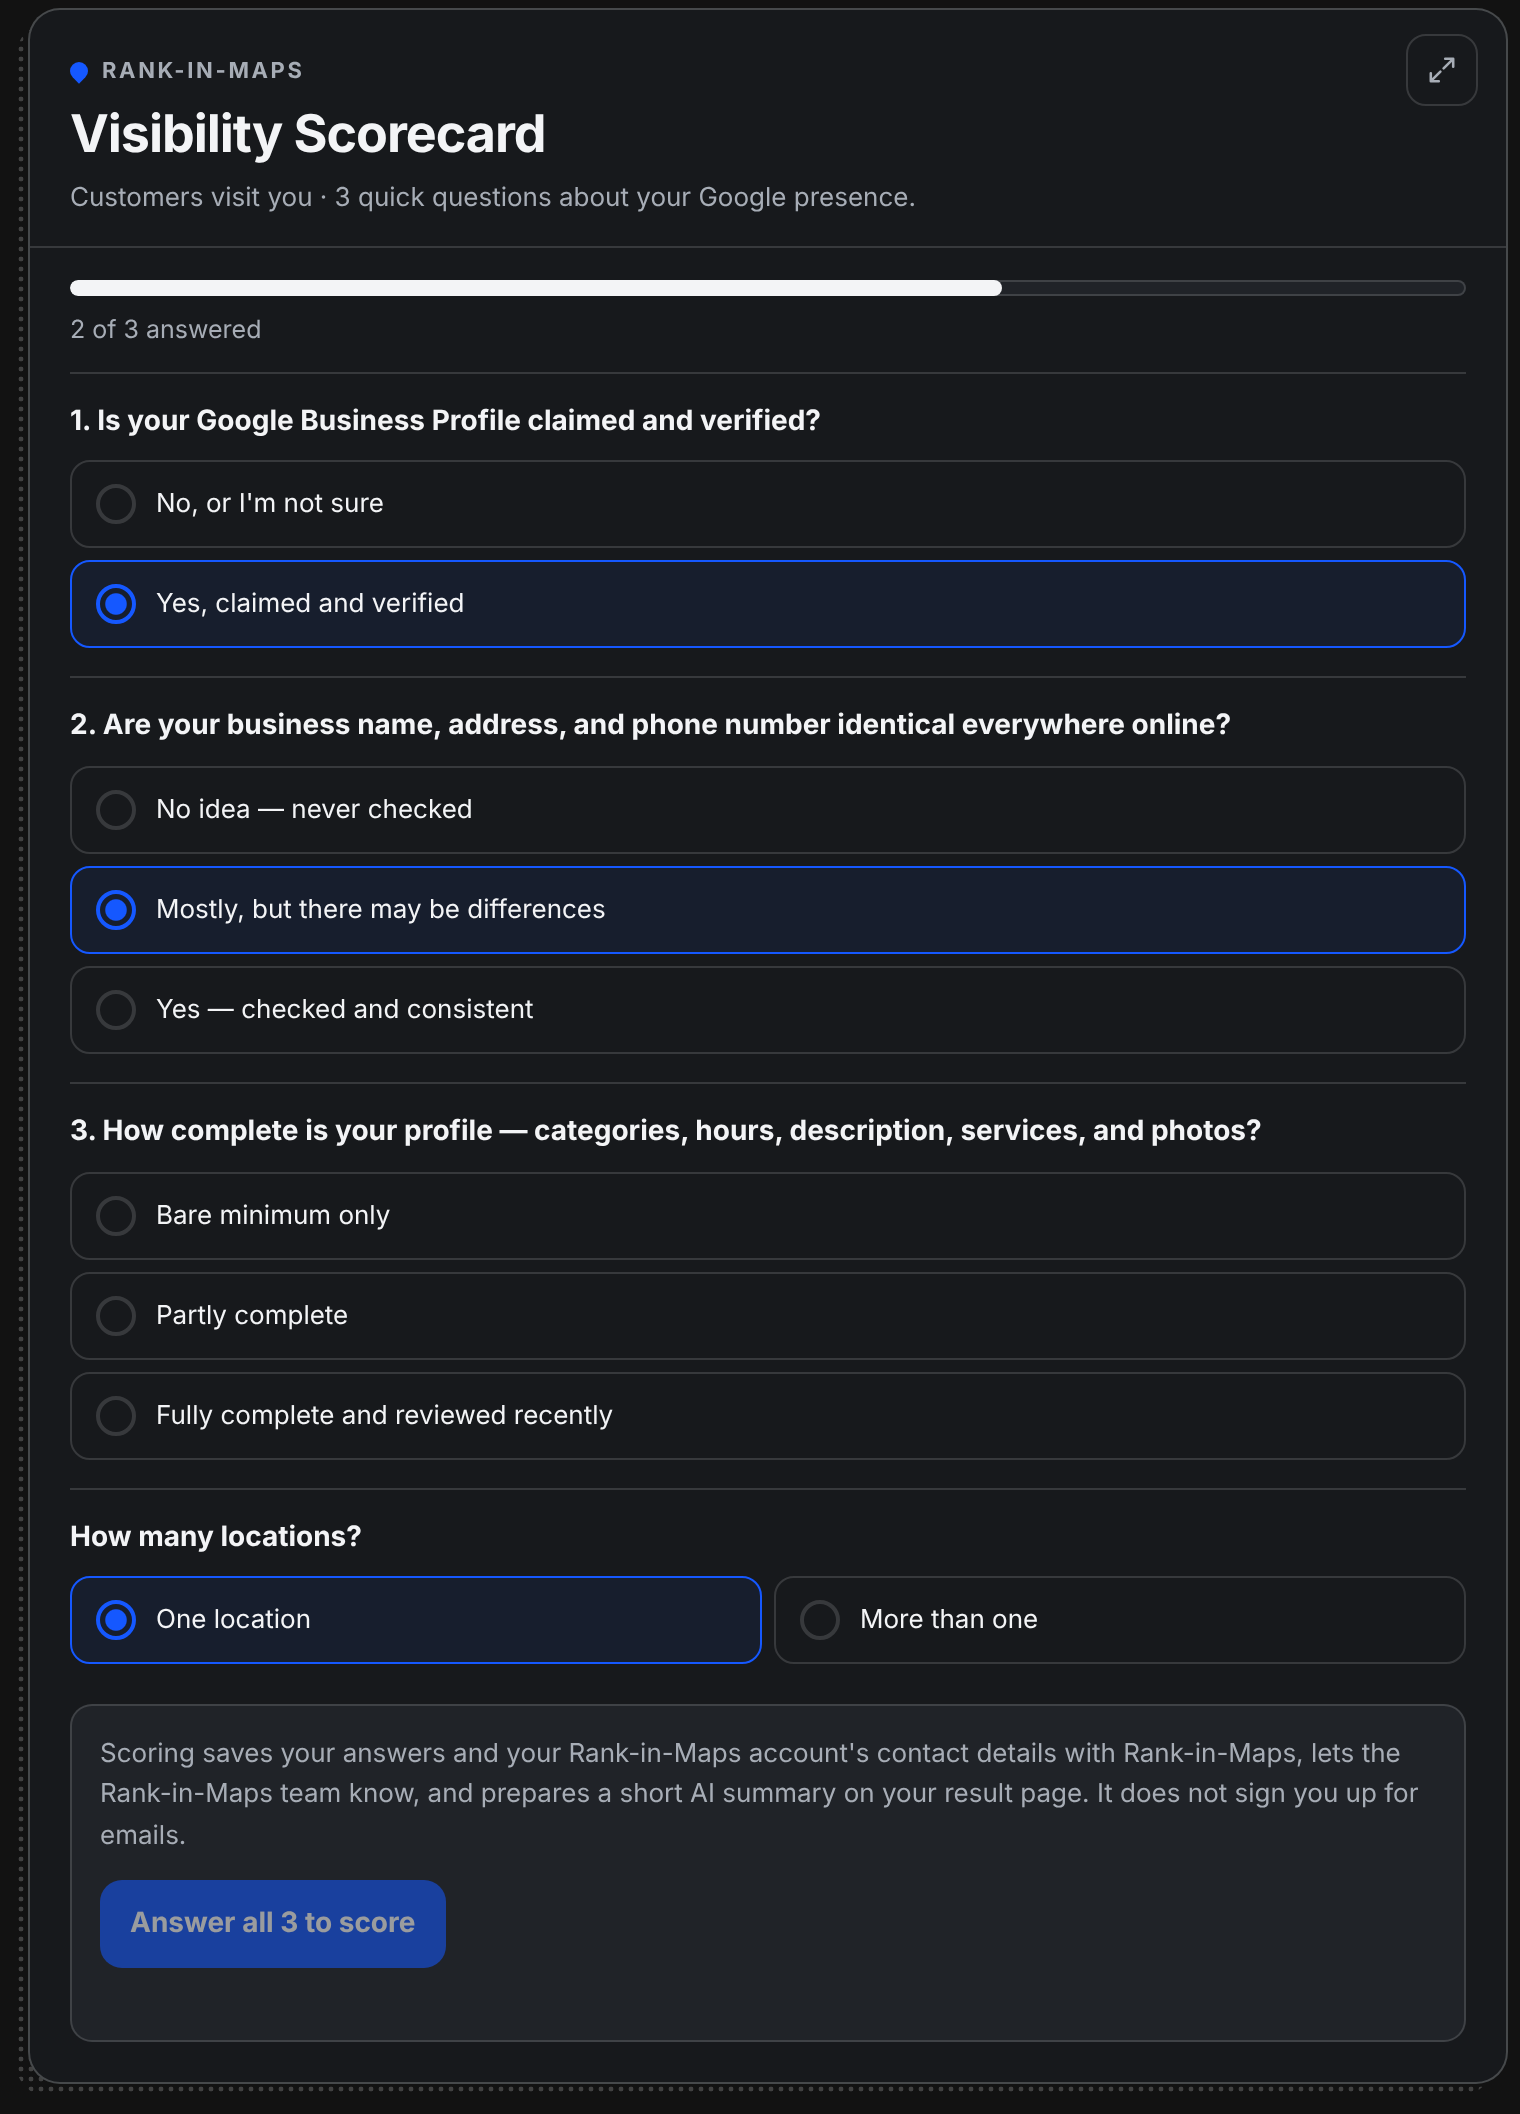 RANK-IN-MAPS
Visibility Scorecard
Customers visit you · 3 quick questions about your Google presence.
2 of 3 answered
1. Is your Google Business Profile claimed and verified?
No, or I'm not sure
Yes, claimed and verified
2. Are your business name, address, and phone number identical everywhere online?
No idea — never checked
Mostly, but there may be differences
Yes — checked and consistent
3. How complete is your profile — categories, hours, description, services, and photos?
Bare minimum only
Partly complete
Fully complete and reviewed recently
How many locations?
One location
More than one
Scoring saves your answers and your Rank-in-Maps account's contact details with Rank-in-Maps, lets the
Rank-in-Maps team know, and prepares a short AI summary on your result page. It does not sign you up for
emails.
Answer all 3 to score